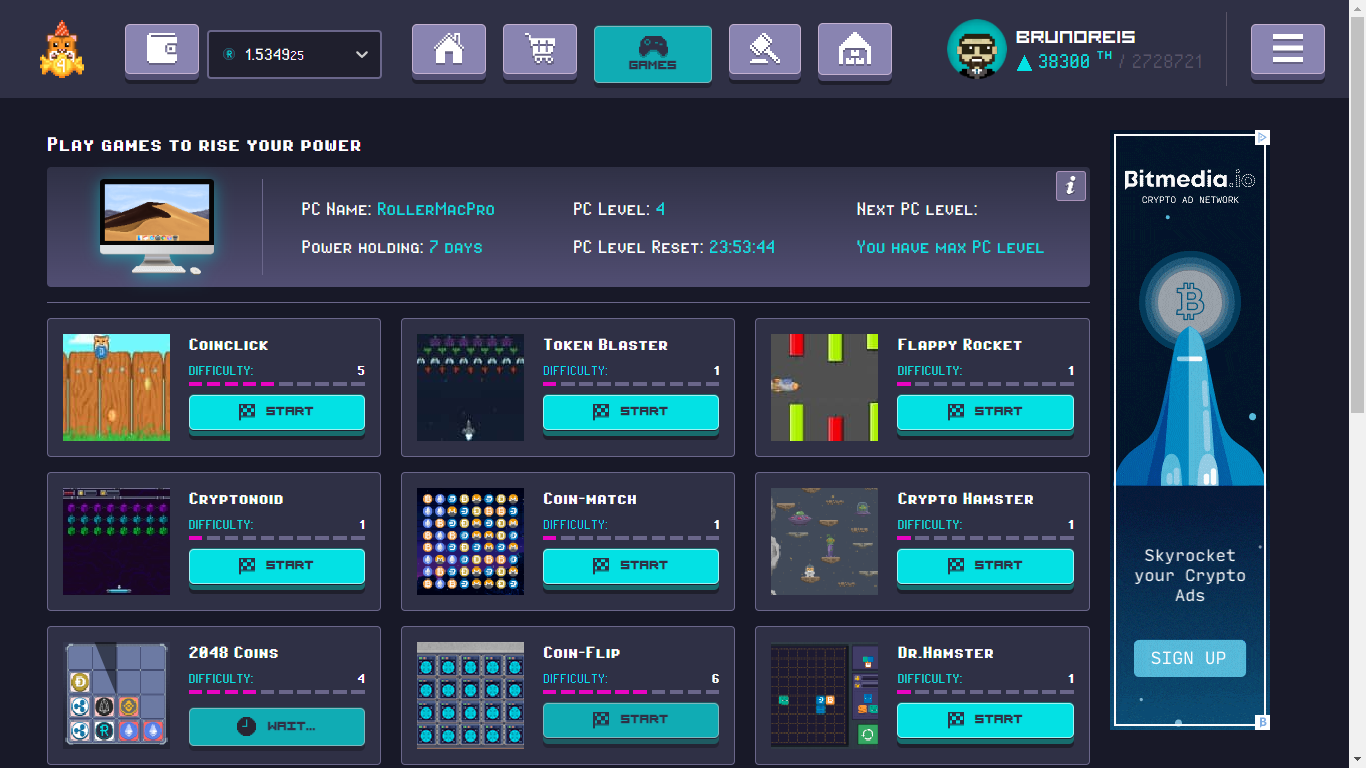 1.5349425
GAMES
BRUNOREIS
38300 TH / 2728721
Play games to rise your power
PC Name: RollerMacPro
PC Level: 4
Next PC level:
Power holding: 7 days
PC Level Reset: 23:53:44
You have max PC level
i
Coinclick
Difficulty: 5
START
Token Blaster
Difficulty: 1
START
Flappy Rocket
Difficulty: 1
START
Cryptonoid
Difficulty: 1
START
Coin-match
Difficulty: 1
START
Crypto Hamster
Difficulty: 1
START
2048 Coins
Difficulty: 4
WAIT...
Coin-Flip
Difficulty: 6
START
Dr.Hamster
Difficulty: 1
START
Bitmedia.io
CRYPTO AD NETWORK
Skyrocket
your Crypto
Ads
SIGN UP